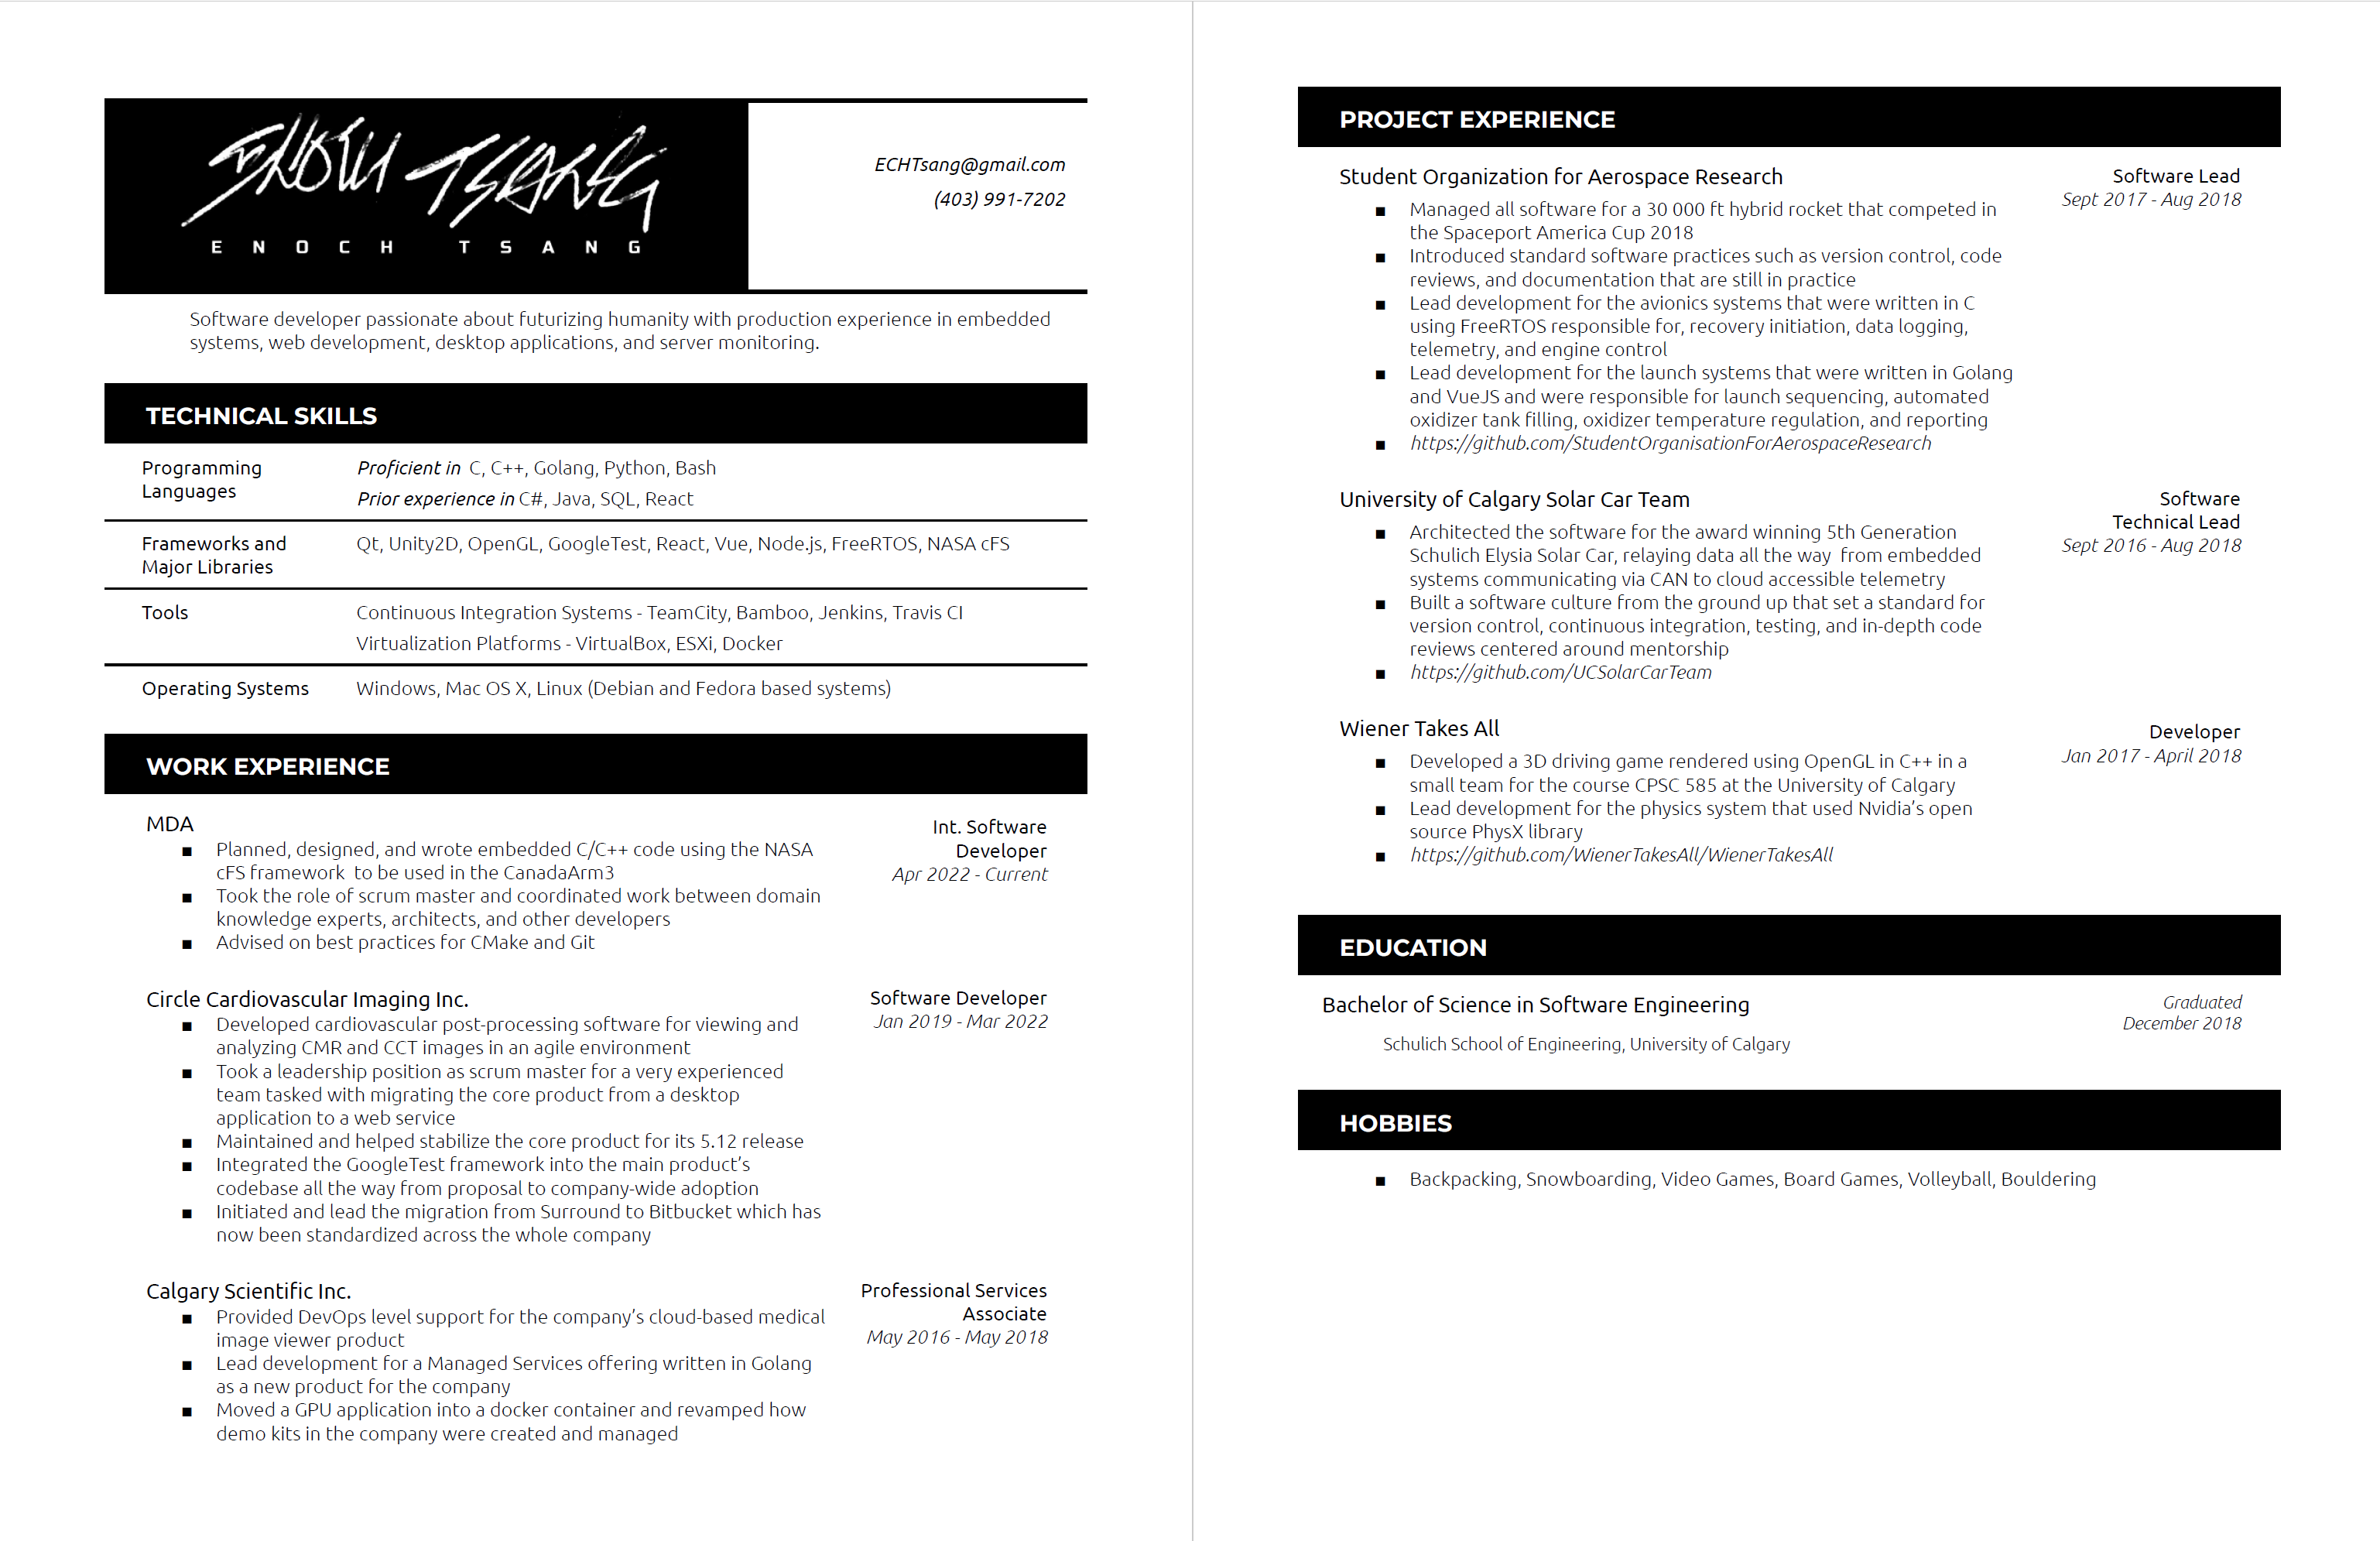 ENOCH TSANG
ENOCH TSANG
ECHTsang@gmail.com
(403) 991-7202
Software developer passionate about futurizing humanity with production experience in embedded
systems, web development, desktop applications, and server monitoring.
TECHNICAL SKILLS
Programming
Languages
Proficient in C, C++, Golang, Python, Bash
Prior experience in C#, Java, SQL, React
Frameworks and
Major Libraries
Qt, Unity2D, OpenGL, GoogleTest, React, Vue, Node.js, FreeRTOS, NASA cFS
Tools
Continuous Integration Systems - TeamCity, Bamboo, Jenkins, Travis CI
Virtualization Platforms - VirtualBox, ESXi, Docker
Operating Systems
Windows, Mac OS X, Linux (Debian and Fedora based systems)
WORK EXPERIENCE
MDA
Int. Software
Developer
Apr 2022 - Current
■ Planned, designed, and wrote embedded C/C++ code using the NASA
cFS framework to be used in the CanadaArm3
■ Took the role of scrum master and coordinated work between domain
knowledge experts, architects, and other developers
■ Advised on best practices for CMake and Git
Circle Cardiovascular Imaging Inc.
Software Developer
Jan 2019 - Mar 2022
■ Developed cardiovascular post-processing software for viewing and
analyzing CMR and CCT images in an agile environment
■ Took a leadership position as scrum master for a very experienced
team tasked with migrating the core product from a desktop
application to a web service
■ Maintained and helped stabilize the core product for its 5.12 release
■ Integrated the GoogleTest framework into the main product's
codebase all the way from proposal to company-wide adoption
■ Initiated and lead the migration from Surround to Bitbucket which has
now been standardized across the whole company
Calgary Scientific Inc.
Professional Services
Associate
May 2016 - May 2018
■ Provided DevOps level support for the company's cloud-based medical
image viewer product
■ Lead development for a Managed Services offering written in Golang
as a new product for the company
■ Moved a GPU application into a docker container and revamped how
demo kits in the company were created and managed
PROJECT EXPERIENCE
Student Organization for Aerospace Research
Software Lead
Sept 2017 - Aug 2018
■ Managed all software for a 30 000 ft hybrid rocket that competed in
the Spaceport America Cup 2018
■ Introduced standard software practices such as version control, code
reviews, and documentation that are still in practice
■ Lead development for the avionics systems that were written in C
using FreeRTOS responsible for, recovery initiation, data logging,
telemetry, and engine control
■ Lead development for the launch systems that were written in Golang
and VueJS and were responsible for launch sequencing, automated
oxidizer tank filling, oxidizer temperature regulation, and reporting
■ https://github.com/StudentOrganisationForAerospaceResearch
University of Calgary Solar Car Team
Software
Technical Lead
Sept 2016 - Aug 2018
■ Architected the software for the award winning 5th Generation
Schulich Elysia Solar Car, relaying data all the way from embedded
systems communicating via CAN to cloud accessible telemetry
■ Built a software culture from the ground up that set a standard for
version control, continuous integration, testing, and in-depth code
reviews centered around mentorship
■ https://github.com/UCSolarCarTeam
Wiener Takes All
Developer
Jan 2017 - April 2018
■ Developed a 3D driving game rendered using OpenGL in C++ in a
small team for the course CPSC 585 at the University of Calgary
■ Lead development for the physics system that used Nvidia's open
source PhysX library
■ https://github.com/WienerTakesAll/WienerTakesAll
EDUCATION
Bachelor of Science in Software Engineering
Graduated
December 2018
Schulich School of Engineering, University of Calgary
HOBBIES
■ Backpacking, Snowboarding, Video Games, Board Games, Volleyball, Bouldering